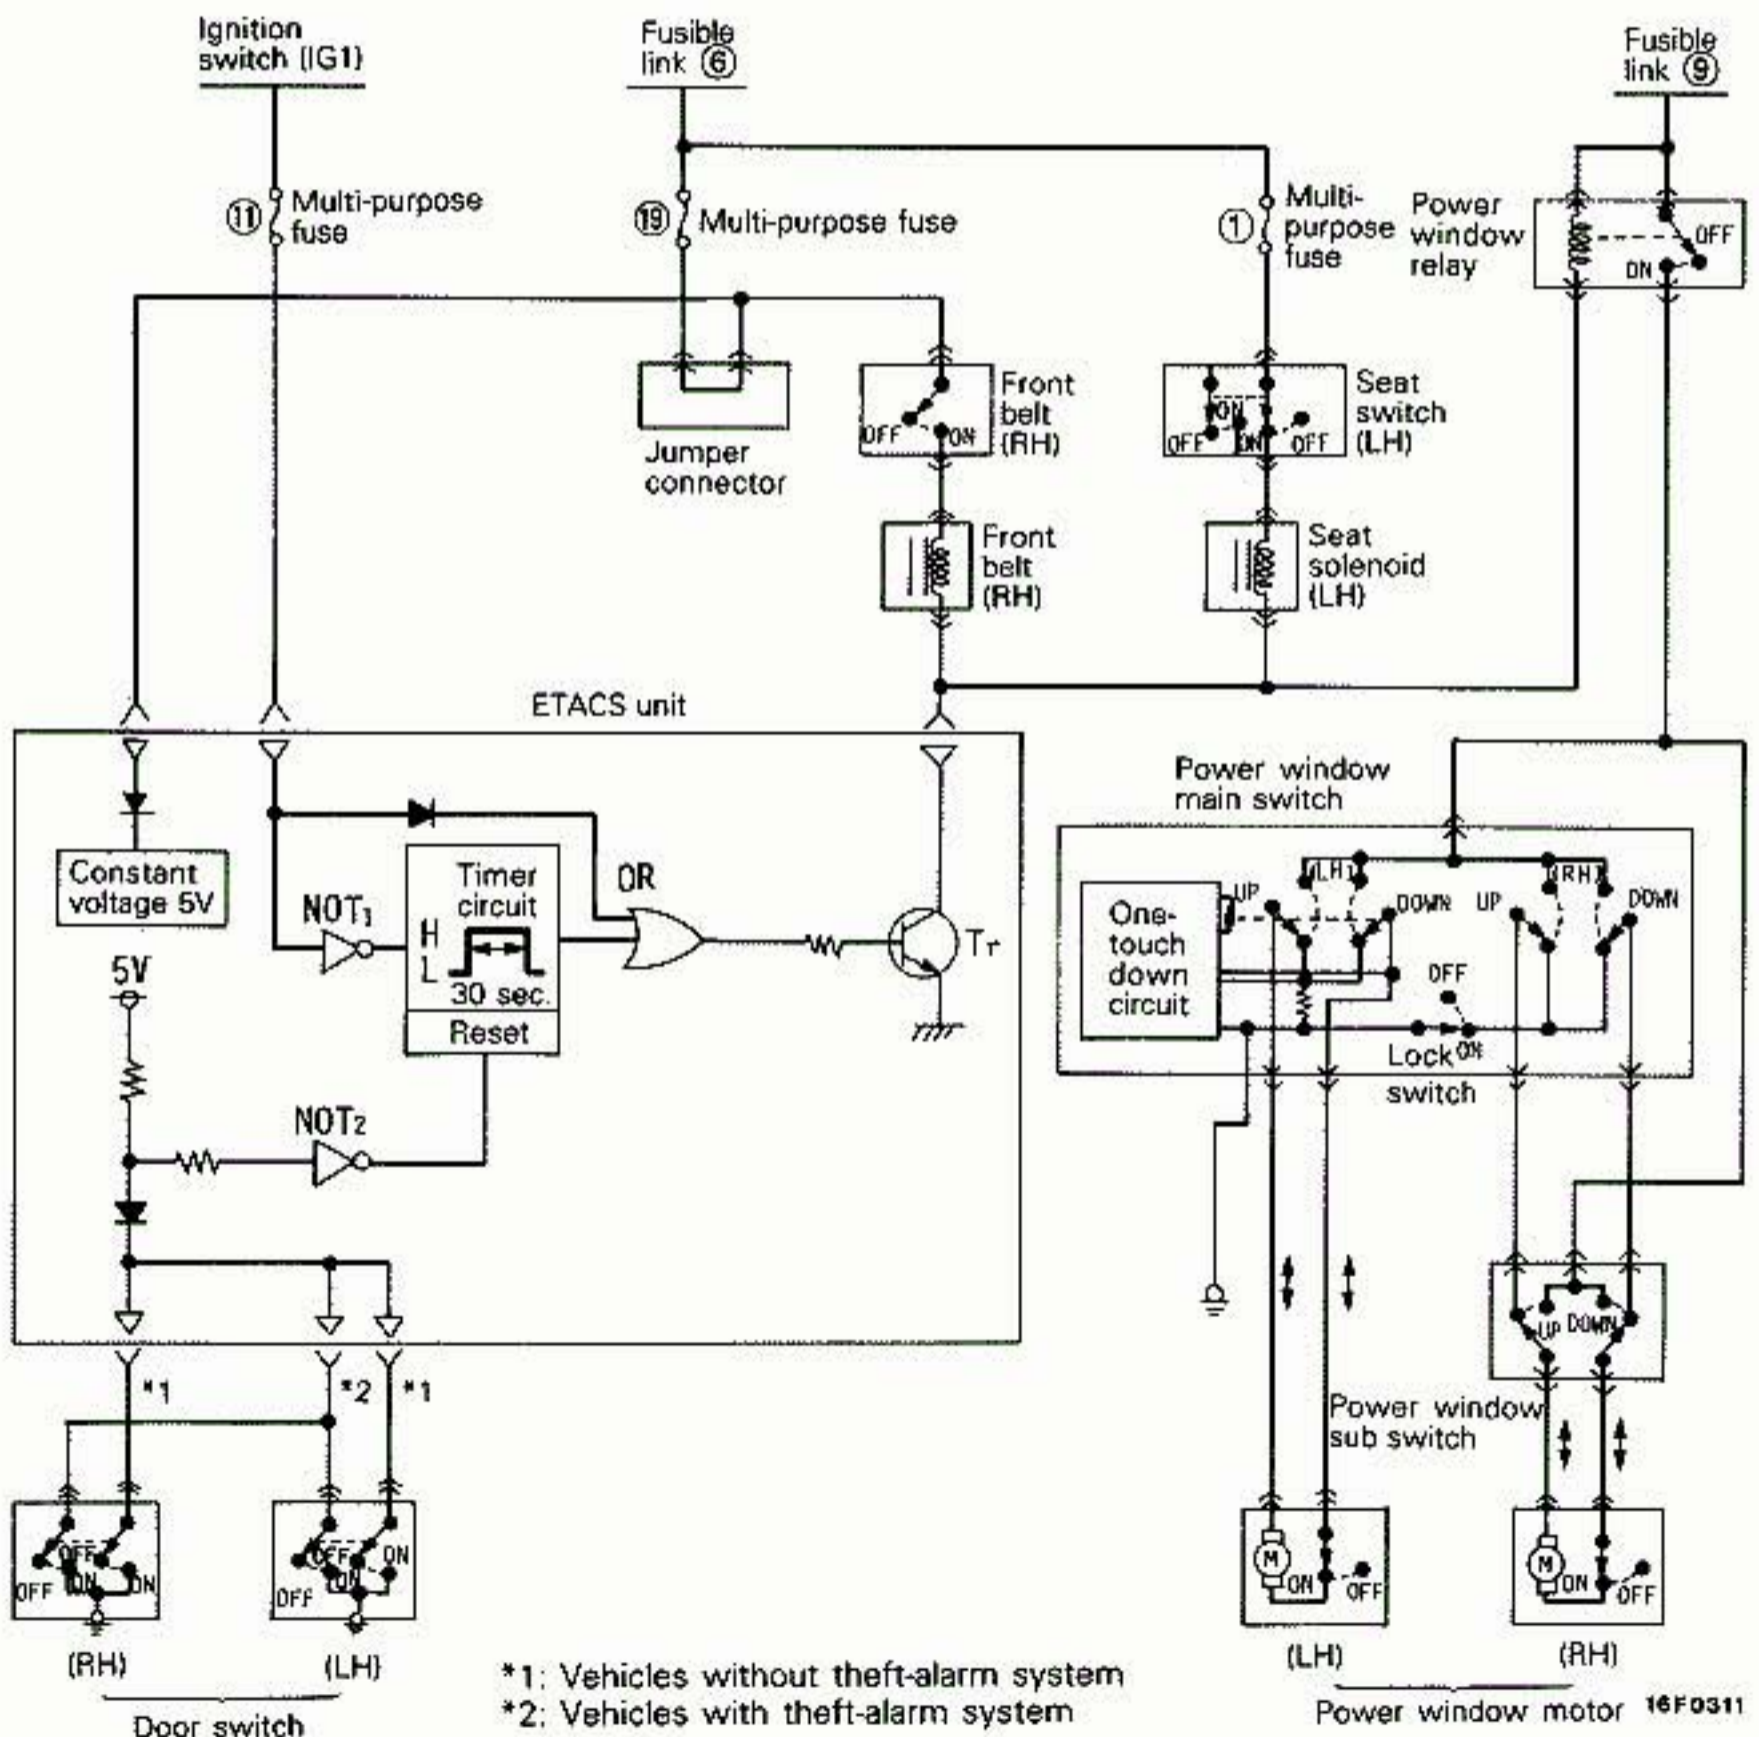 Ignition
switch (IG1)
Fusible
link ⑥
Fusible
link ⑨
⑪
Multi-purpose
fuse
⑲
Multi-purpose fuse
①
Multi-
purpose
fuse
Power
window
relay
OFF
ON
Jumper
connector
OFF
ON
Front
belt
(RH)
ON
OFF
ON
OFF
Seat
switch
(LH)
Front
belt
(RH)
Seat
solenoid
(LH)
ETACS unit
Constant
voltage 5V
5V
NOT1
Timer
circuit
H
L
30 sec.
Reset
OR
Tr
NOT2
Power window
main switch
One-
touch
down
circuit
UP
(LH)
DOWN
UP
(RH)
DOWN
OFF
ON
Lock
switch
*1
*2
*1
UP
DOWN
Power window
sub switch
OFF
OFF
ON
ON
(RH)
OFF
OFF
ON
ON
(LH)
Door switch
M
ON
OFF
(LH)
M
ON
OFF
(RH)
Power window motor
*1: Vehicles without theft-alarm system
*2: Vehicles with theft-alarm system
16F0311